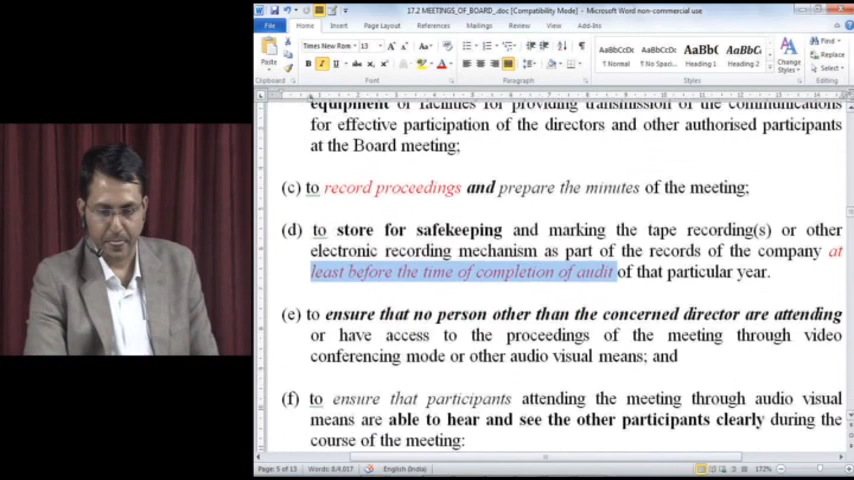 17.2 MEETINGS_OF_BOARD_.doc [Compatibility Mode] - Microsoft Word non-commercial use
File Home Insert Page Layout References Mailings Review View Add-Ins
Paste
Clipboard
Times New Rom 13
Font
Paragraph
AaBbCcDc AaBbCcDc AaBbC AaBbCc
¶ Normal ¶ No Spaci... Heading 1 Heading 2
Change Styles
Styles
Find
Replace
Select
Editing
equipment or facilities for providing transmission of the communications
for effective participation of the directors and other authorised participants
at the Board meeting;
(c) to record proceedings and prepare the minutes of the meeting;
(d) to store for safekeeping and marking the tape recording(s) or other
electronic recording mechanism as part of the records of the company at
least before the time of completion of audit of that particular year.
(e) to ensure that no person other than the concerned director are attending
or have access to the proceedings of the meeting through video
conferencing mode or other audio visual means; and
(f) to ensure that participants attending the meeting through audio visual
means are able to hear and see the other participants clearly during the
course of the meeting:
Page: 5 of 13 Words: 8/4,017 English (India) 172%